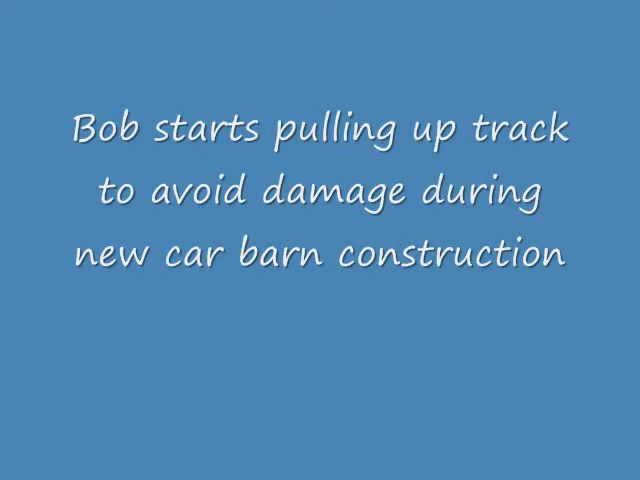 Bob starts pulling up track
to avoid damage during
new car barn construction